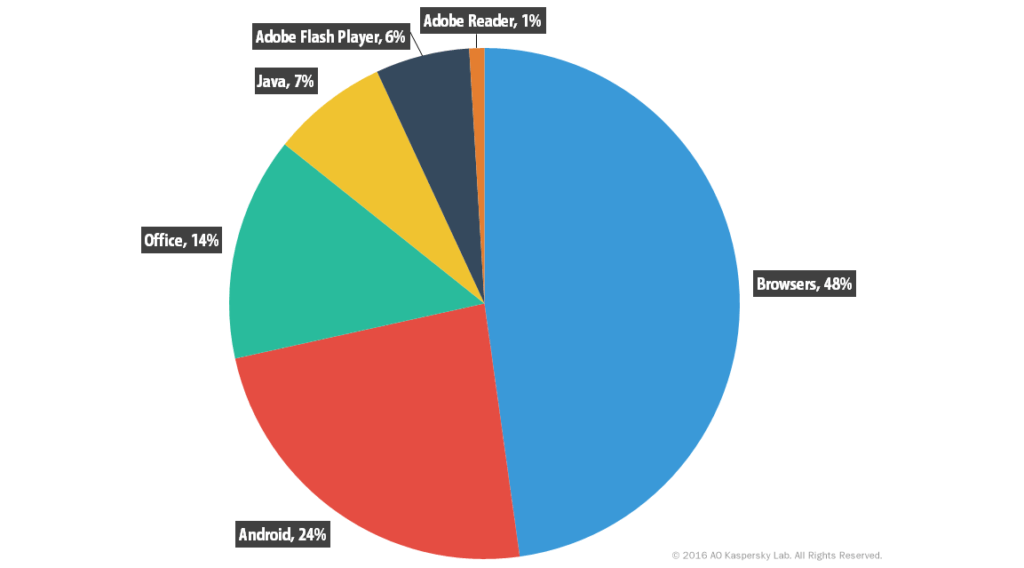 Adobe Reader, 1%
Adobe Flash Player, 6%
Java, 7%
Office, 14%
Browsers, 48%
Android, 24%
© 2016 AO Kaspersky Lab. All Rights Reserved.